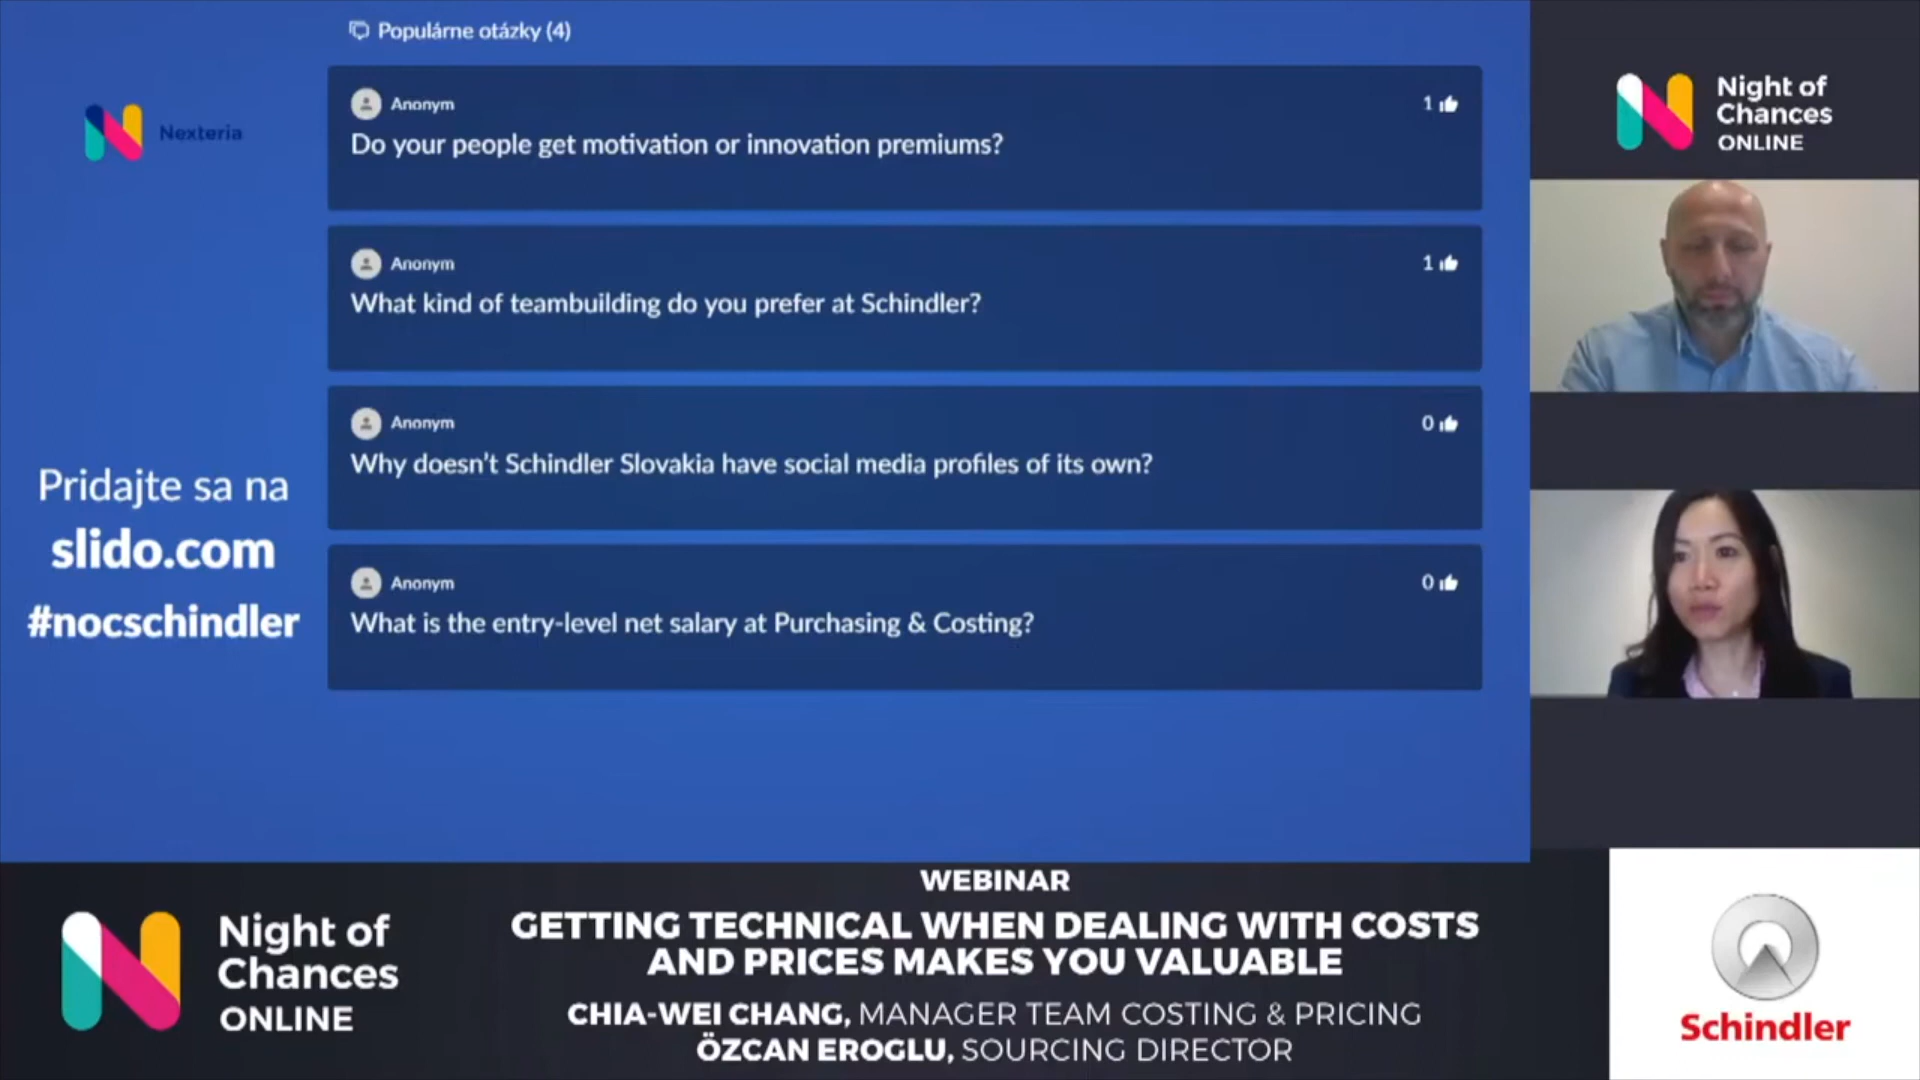 Populárne otázky (4)
Nexteria
Anonym
1
Do your people get motivation or innovation premiums?
Anonym
1
What kind of teambuilding do you prefer at Schindler?
Anonym
0
Why doesn't Schindler Slovakia have social media profiles of its own?
Anonym
0
What is the entry-level net salary at Purchasing & Costing?
Pridajte sa na
slido.com
#nocschindler
Night of
Chances
ONLINE
Night of
Chances
ONLINE
WEBINAR
GETTING TECHNICAL WHEN DEALING WITH COSTS
AND PRICES MAKES YOU VALUABLE
CHIA-WEI CHANG, MANAGER TEAM COSTING & PRICING
ÖZCAN EROGLU, SOURCING DIRECTOR
Schindler